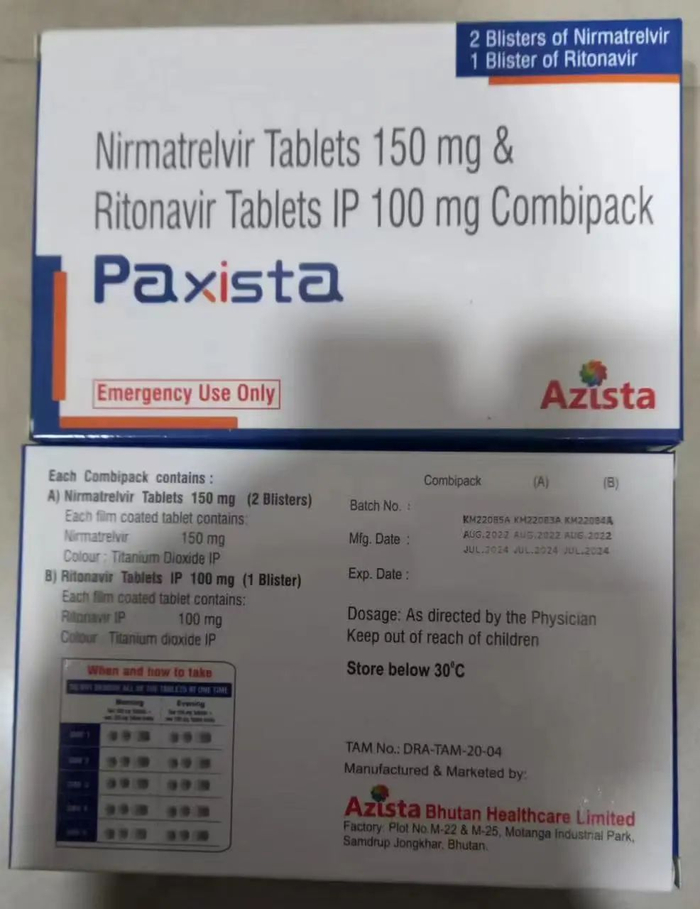 2 Blisters of Nirmatrelvir
1 Blister of Ritonavir
Nirmatrelvir Tablets 150 mg &
Ritonavir Tablets IP 100 mg Combipack
Paxista
Emergency Use Only
Azista
Each Combipack contains :
A) Nirmatrelvir Tablets 150 mg (2 Blisters)
Each film coated tablet contains:
Nirmatrelvir 150 mg
Colour : Titanium Dioxide IP
B) Ritonavir Tablets IP 100 mg (1 Blister)
Each film coated tablet contains:
Ritonavir IP 100 mg
Colour : Titanium dioxide IP
When and how to take
Morning Evening
Combipack (A) (B)
Batch No. : KM22085A KM22083A KM22084A
Mfg. Date : AUG.2022 AUG.2022 AUG.2022
JUL.2024 JUL.2024 JUL.2024
Exp. Date :
Dosage: As directed by the Physician
Keep out of reach of children
Store below 30°C
TAM No.: DRA-TAM-20-04
Manufactured & Marketed by:
Azista Bhutan Healthcare Limited
Factory: Plot No.M-22 & M-25, Motanga Industrial Park,
Samdrup Jongkhar, Bhutan.